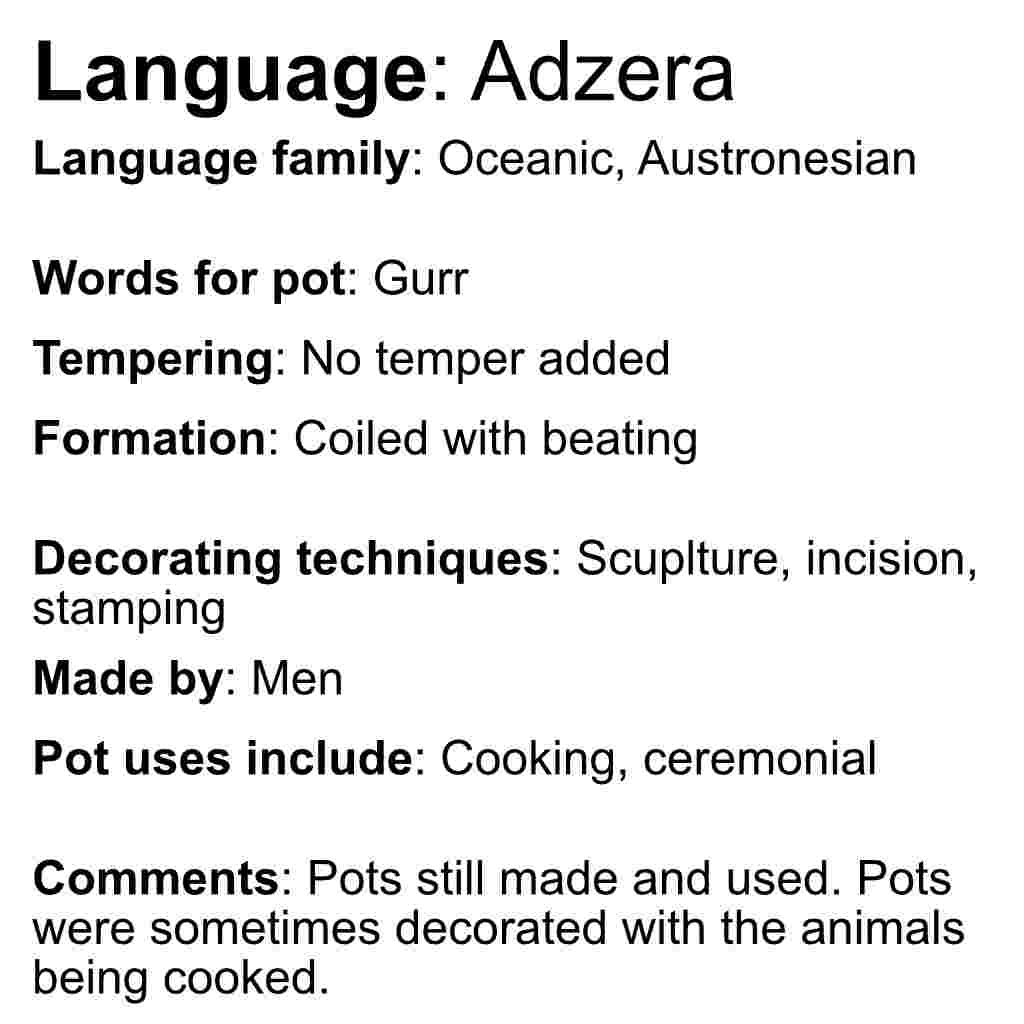 Language: Adzera
Language family: Oceanic, Austronesian
Words for pot: Gurr
Tempering: No temper added
Formation: Coiled with beating
Decorating techniques: Scuplture, incision,
stamping
Made by: Men
Pot uses include: Cooking, ceremonial
Comments: Pots still made and used. Pots
were sometimes decorated with the animals
being cooked.